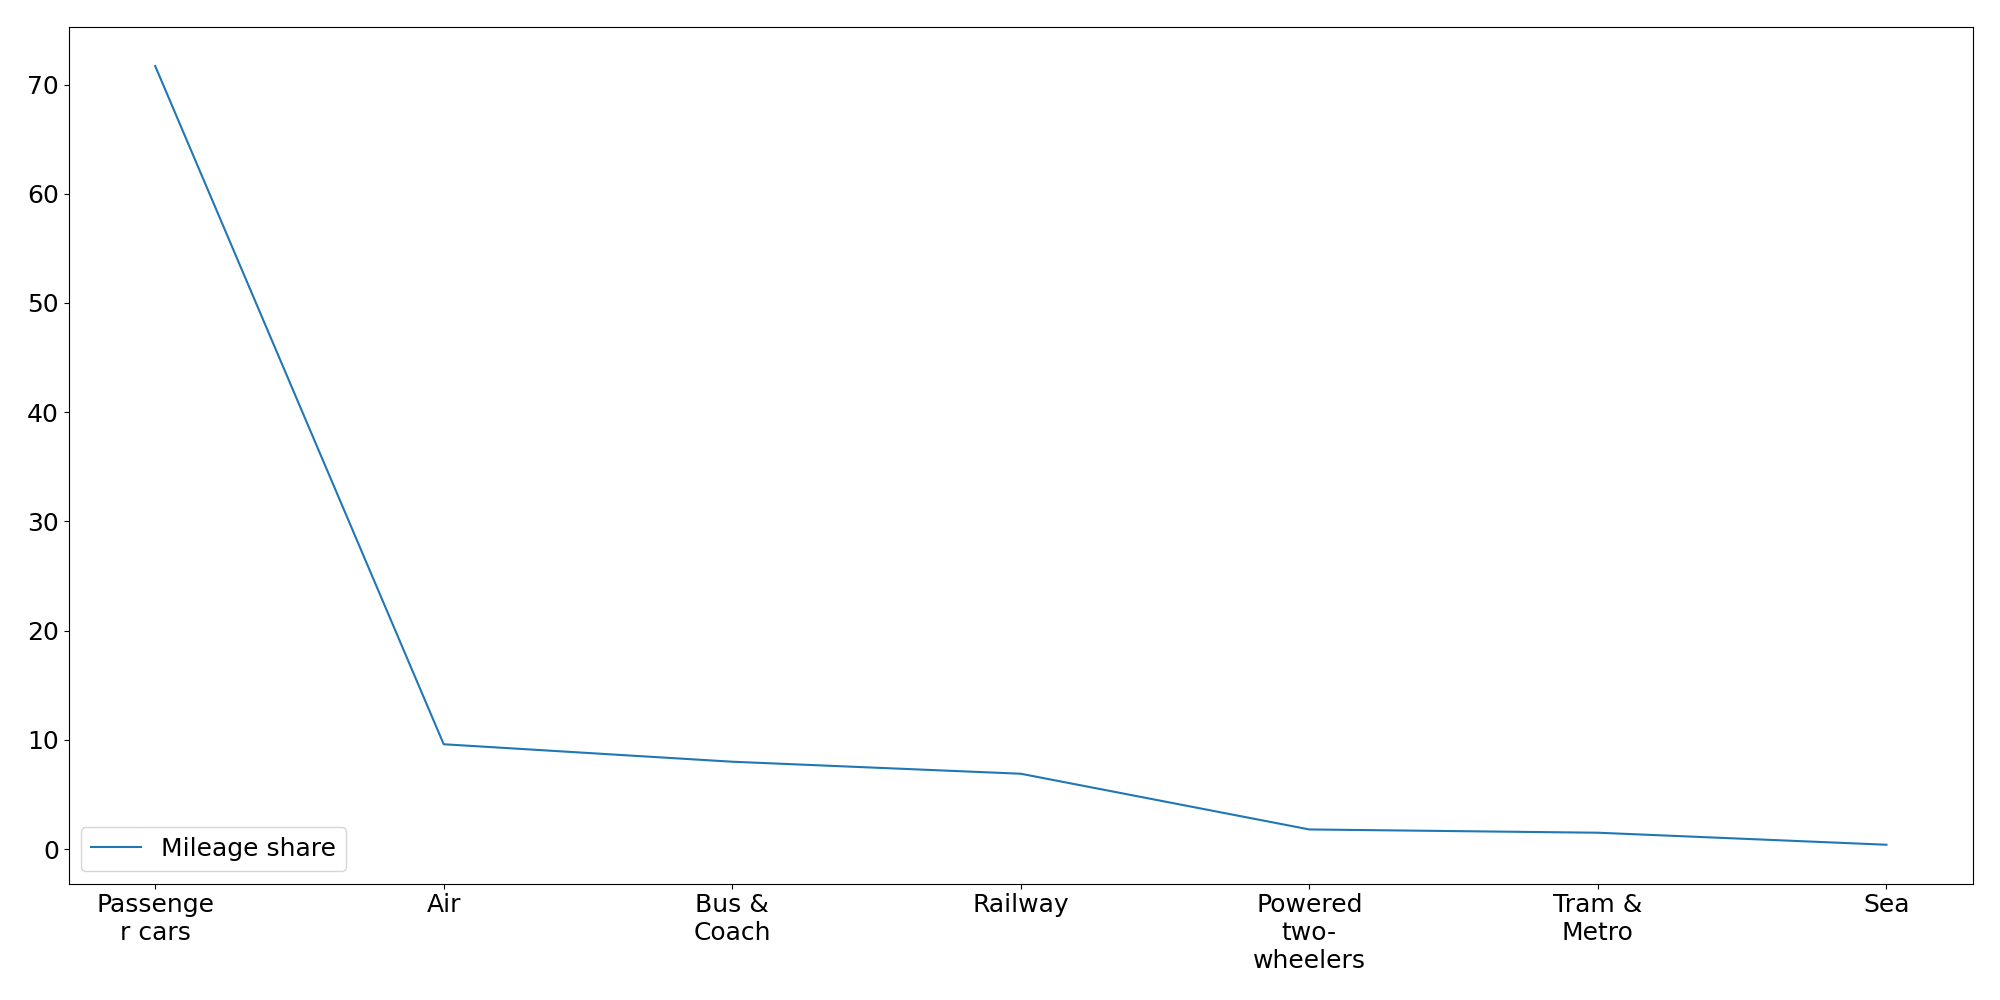 70
60
50
40
30
20
10
0
Mileage share
Passenge
r cars
Air
Bus &
Coach
Railway
Powered
two-
wheelers
Tram &
Metro
Sea